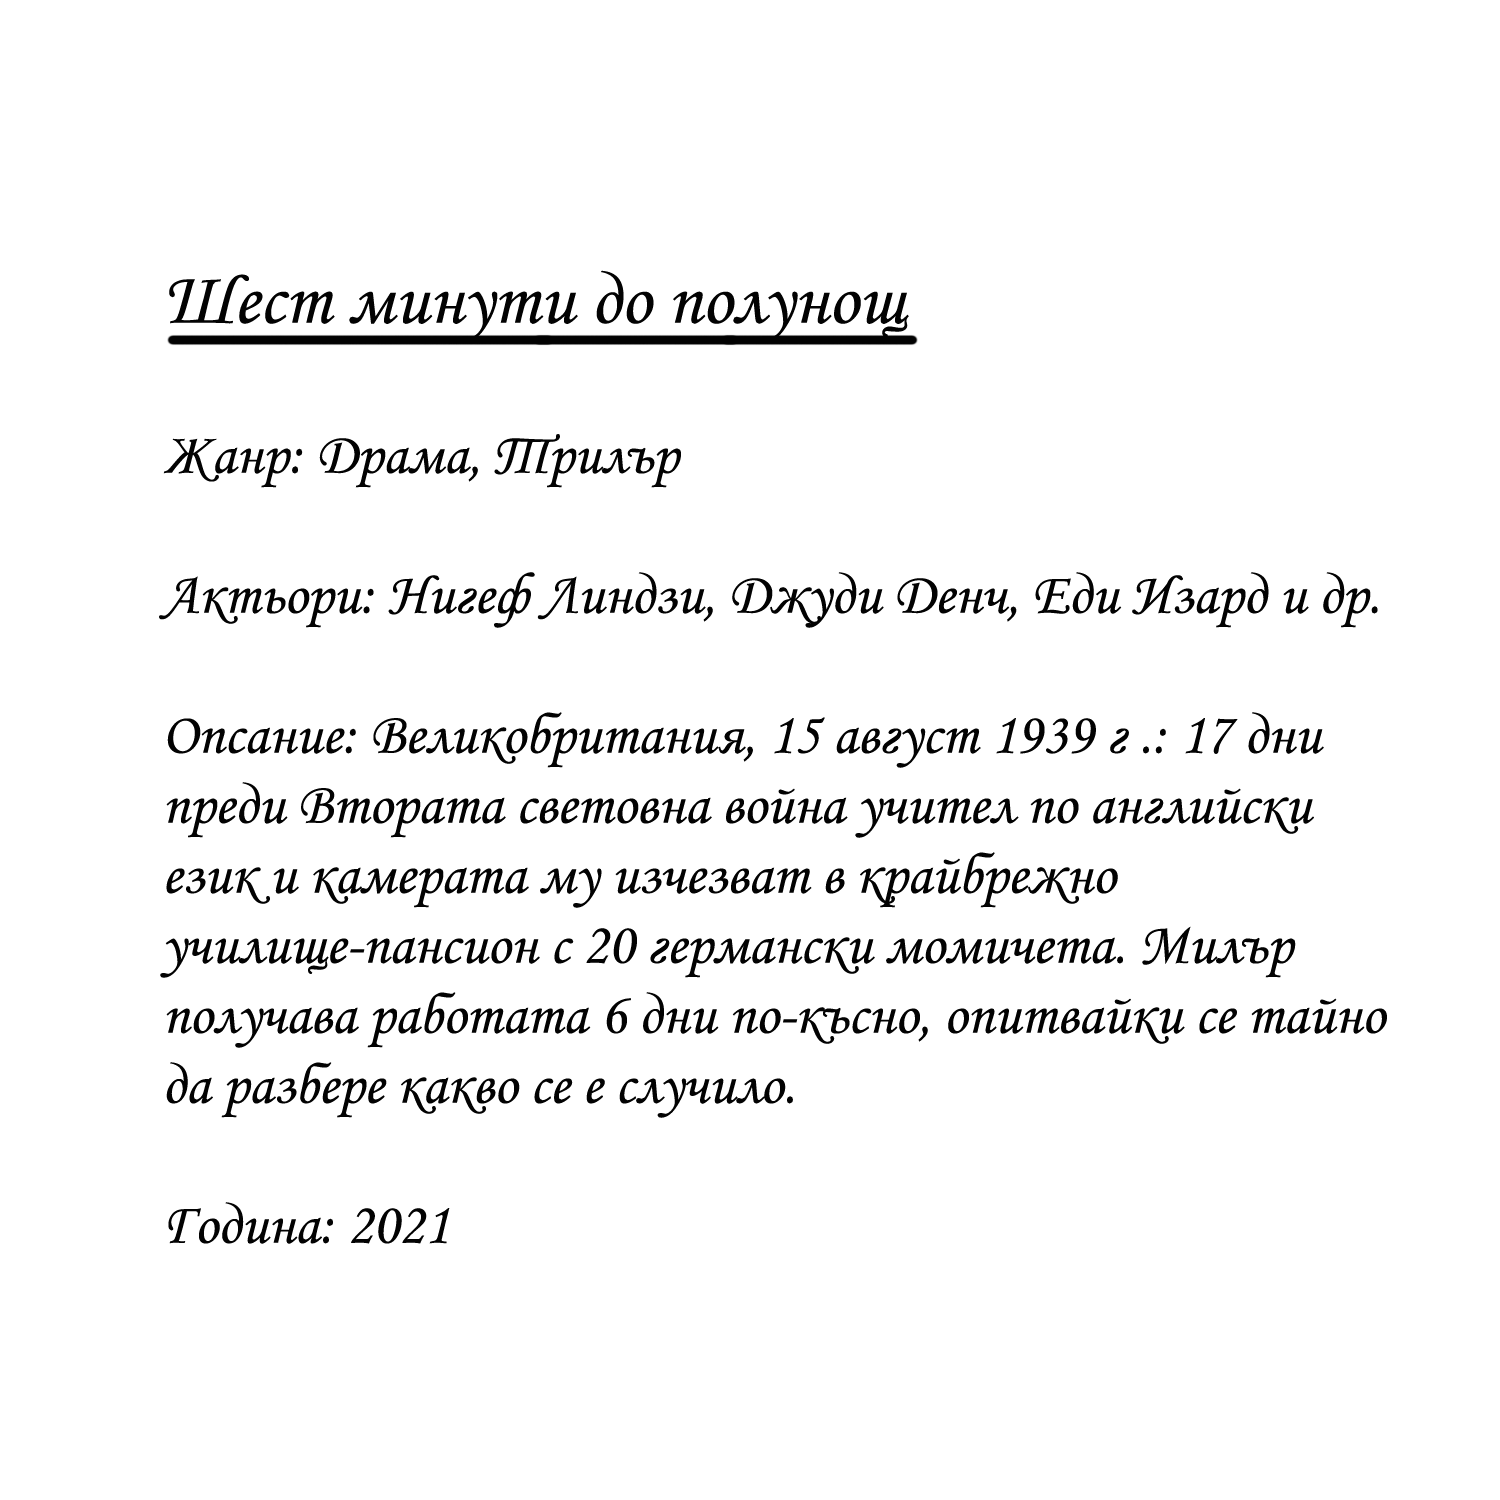 Шест минути до полунощ
Жанр: Драма, Трилър
Актьори: Нигеф Линдзи, Джуди Денч, Еди Изард и др.
Опсание: Великобритания, 15 август 1939 г .: 17 дни
преди Втората световна война учител по английски
език и камерата му изчезват в крайбрежно
училище-пансион с 20 германски момичета. Милър
получава работата 6 дни по-късно, опитвайки се тайно
да разбере какво се е случило.
Година: 2021